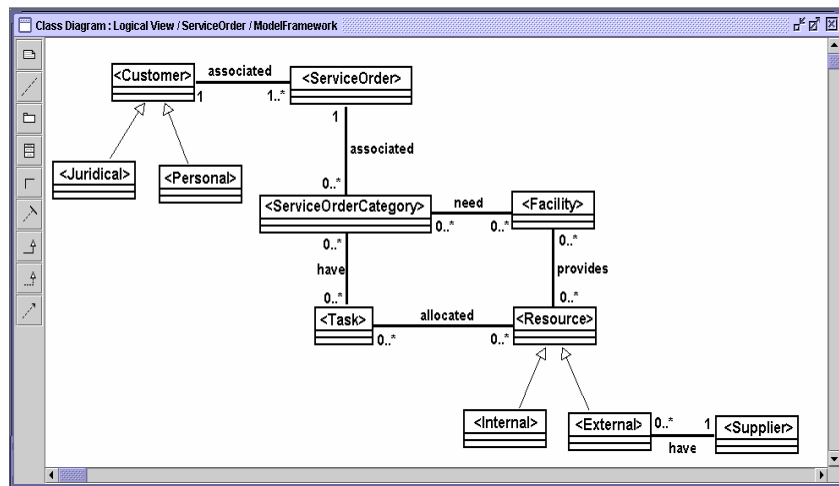 Class Diagram : Logical View / ServiceOrder / ModelFramework
<Customer>
associated
<ServiceOrder>
1
1..*
1
associated
<Juridical>
<Personal>
0..*
<ServiceOrderCategory>
need
<Facility>
0..*
0..*
0..*
0..*
have
provides
0..*
0..*
<Task>
allocated
<Resource>
0..*
0..*
<Internal>
<External>
0..*
1
<Supplier>
have